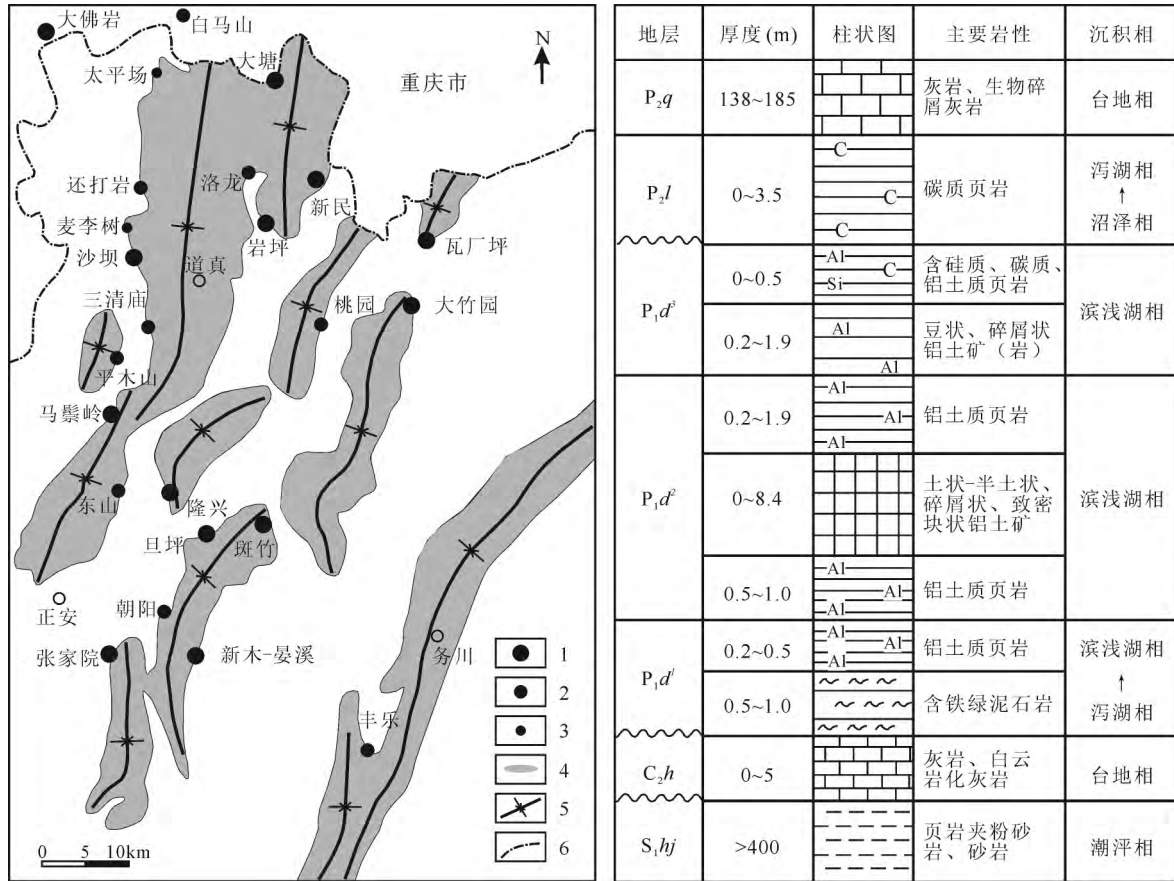 大佛岩
白马山
太平场
大塘
重庆市
N
还打岩
洛龙
新民
麦李树
岩坪
瓦厂坪
沙坝
道真
三清庙
桃园
大竹园
平木山
马鬃岭
东山
隆兴
旦坪
斑竹
正安
朝阳
张家院
新木-晏溪
务川
丰乐
1
2
3
4
5
6
0 5 10km
地层 厚度(m) 柱状图 主要岩性 沉积相
P₂q 138~185 灰岩、生物碎
屑灰岩 台地相
P₂l 0~3.5 C C C 碳质页岩 泻湖相
↑
沼泽相
P₁d³ 0~0.5 Al C Si 含硅质、碳质、
铝土质页岩 滨浅湖相
0.2~1.9 Al Al 豆状、碎屑状
铝土矿（岩）
P₁d² 0.2~1.9 Al Al Al 铝土质页岩 滨浅湖相
0~8.4 土状-半土状、
碎屑状、致密
块状铝土矿
0.5~1.0 Al Al Al 铝土质页岩
P₁d¹ 0.2~0.5 Al Al Al 铝土质页岩 滨浅湖相
↑
泻湖相
0.5~1.0 含铁绿泥石岩
C₂h 0~5 灰岩、白云
岩化灰岩 台地相
S₁hj >400 页岩夹粉砂
岩、砂岩 潮坪相